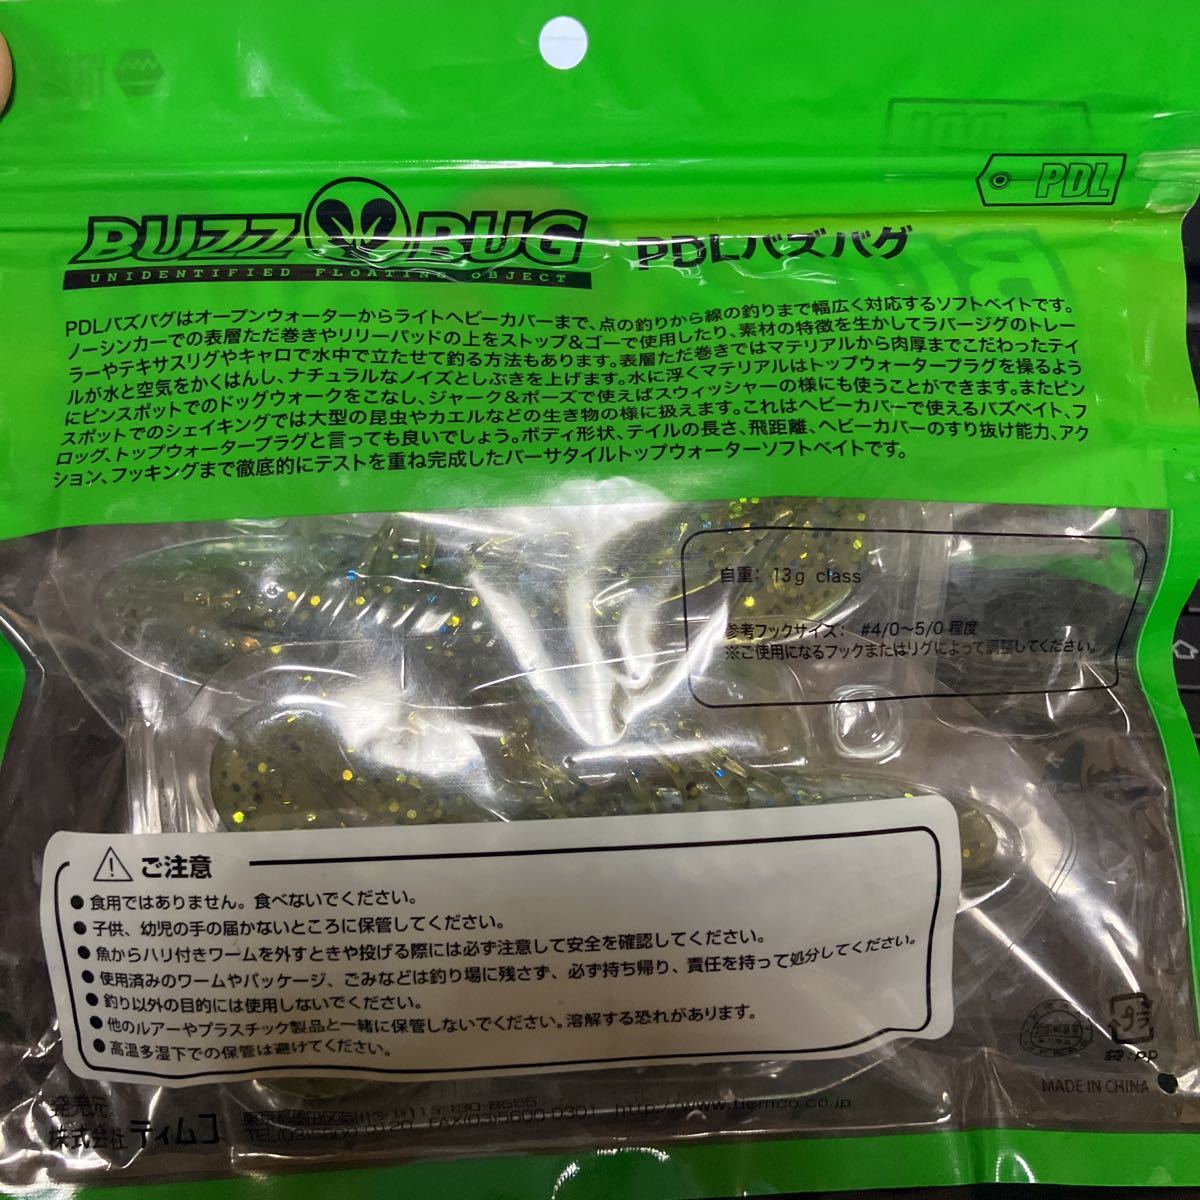 PDL
BUZZ BUG
UNIDENTIFIED FLOATING OBJECT
PDLバズバグ
PDLバズバグはオープンウォーターからライトヘビーカバーまで、点の釣りから線の釣りまで幅広く対応するソフトベイトです。
ノーシンカーでの表層ただ巻きやリリーパッドの上をストップ&ゴーで使用したり、素材の特徴を生かしてラバージグのトレー
ラーやテキサスリグやキャロで水中で立たせて釣る方法もあります。表層ただ巻きではマテリアルから肉厚までこだわったテイ
ルが水と空気をかくはんし、ナチュラルなノイズとしぶきを上げます。水に浮くマテリアルはトップウォータープラグを操るよう
にピンスポットでのドッグウォークをこなし、ジャーク&ポーズで使えばスウィッシャーの様にも使うことができます。またピン
スポットでのシェイキングでは大型の昆虫やカエルなどの生き物の様に扱えます。これはヘビーカバーで使えるバズベイト、フ
ロッグ、トップウォータープラグと言っても良いでしょう。ボディ形状、テイルの長さ、飛距離、ヘビーカバーのすり抜け能力、アク
ション、フッキングまで徹底的にテストを重ね完成したバーサタイルトップウォーターソフトベイトです。
自重: 13g class
参考フックサイズ: #4/0〜5/0 程度
※ご使用になるフックまたはリグによって調整してください。
ご注意
●食用ではありません。食べないでください。
●子供、幼児の手の届かないところに保管してください。
●魚からハリ付きワームを外すときや投げる際には必ず注意して安全を確認してください。
●使用済みのワームやパッケージ、ごみなどは釣り場に残さず、必ず持ち帰り、責任を持って処分してください。
●釣り以外の目的には使用しないでください。
●他のルアーやプラスチック製品と一緒に保管しないでください。溶解する恐れがあります。
●高温多湿下での保管は避けてください。
プラ
袋:PP
MADE IN CHINA
発売元
株式会社 ティムコ
FAX(03)5600-0301 http://www.tiemco.co.jp